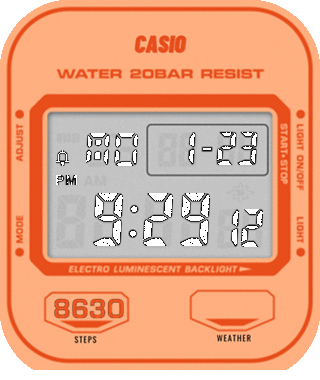 CASIO
WATER 20BAR RESIST
ADJUST
MODE
LIGHT ON/OFF
START•STOP
LIGHT
MO 1-23
PM
9:29 12
ELECTRO LUMINESCENT BACKLIGHT
8630
STEPS
WEATHER